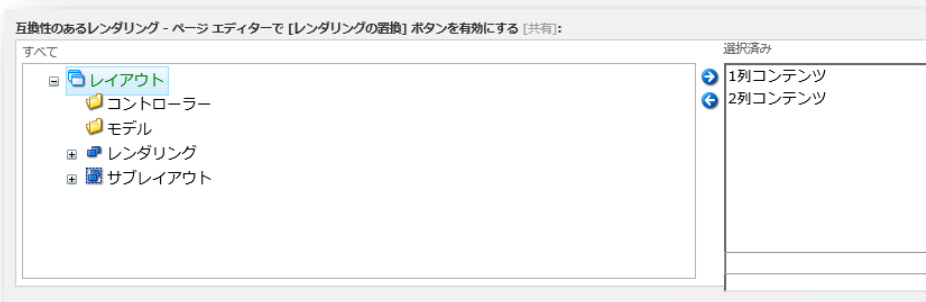 互換性のあるレンダリング - ページ エディターで [レンダリングの置換] ボタンを有効にする [共有]:
すべて
選択済み
レイアウト
コントローラー
モデル
レンダリング
サブレイアウト
1列コンテンツ
2列コンテンツ